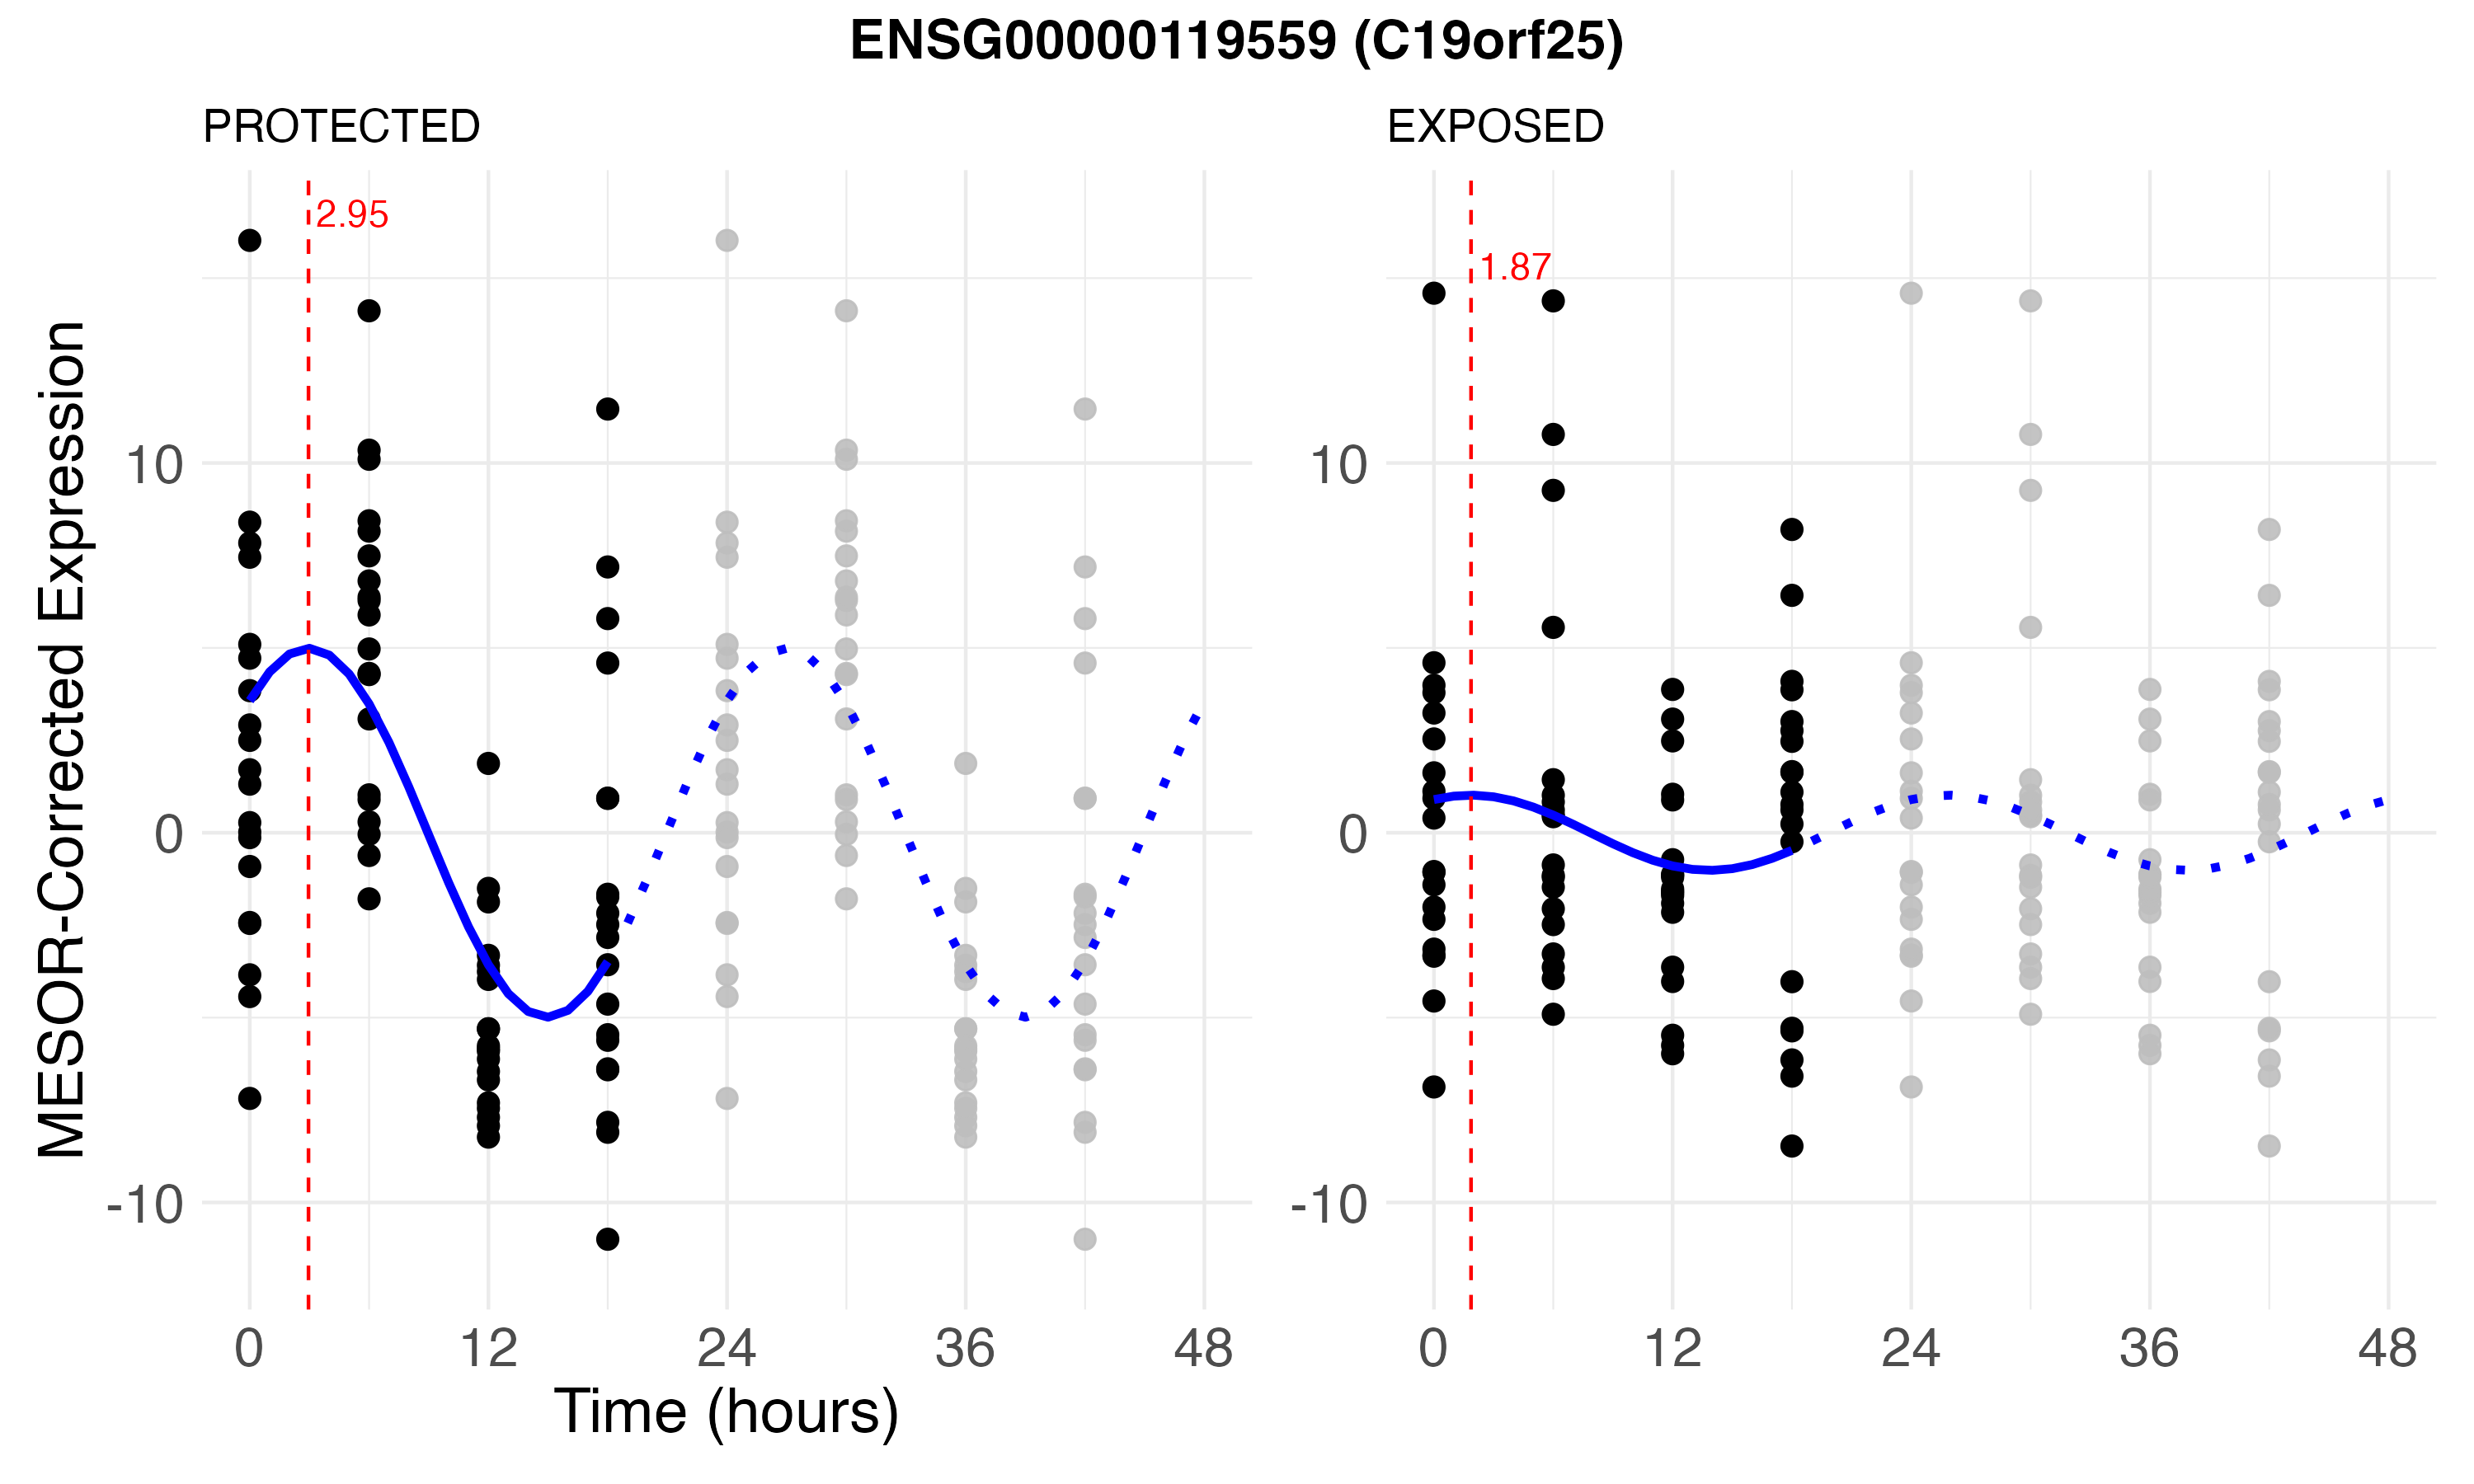 ENSG00000119559 (C19orf25)
PROTECTED
EXPOSED
MESOR-Corrected Expression
2.95
1.87
10
0
-10
10
0
-10
0 12 24 36 48
0 12 24 36 48
Time (hours)